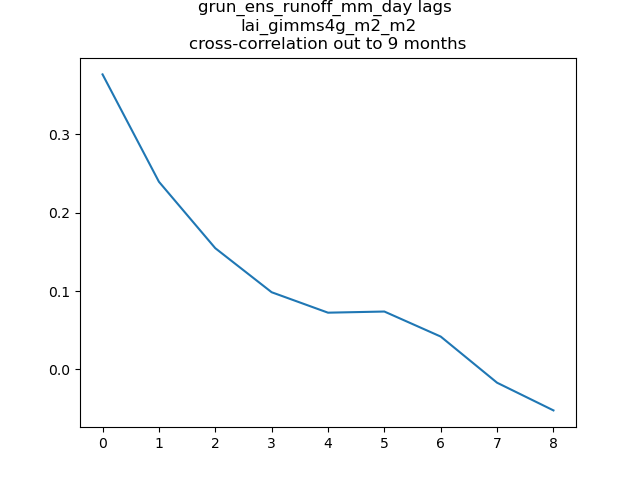 grun_ens_runoff_mm_day lags
lai_gimms4g_m2_m2
cross-correlation out to 9 months
0.3
0.2
0.1
0.0
0 1 2 3 4 5 6 7 8